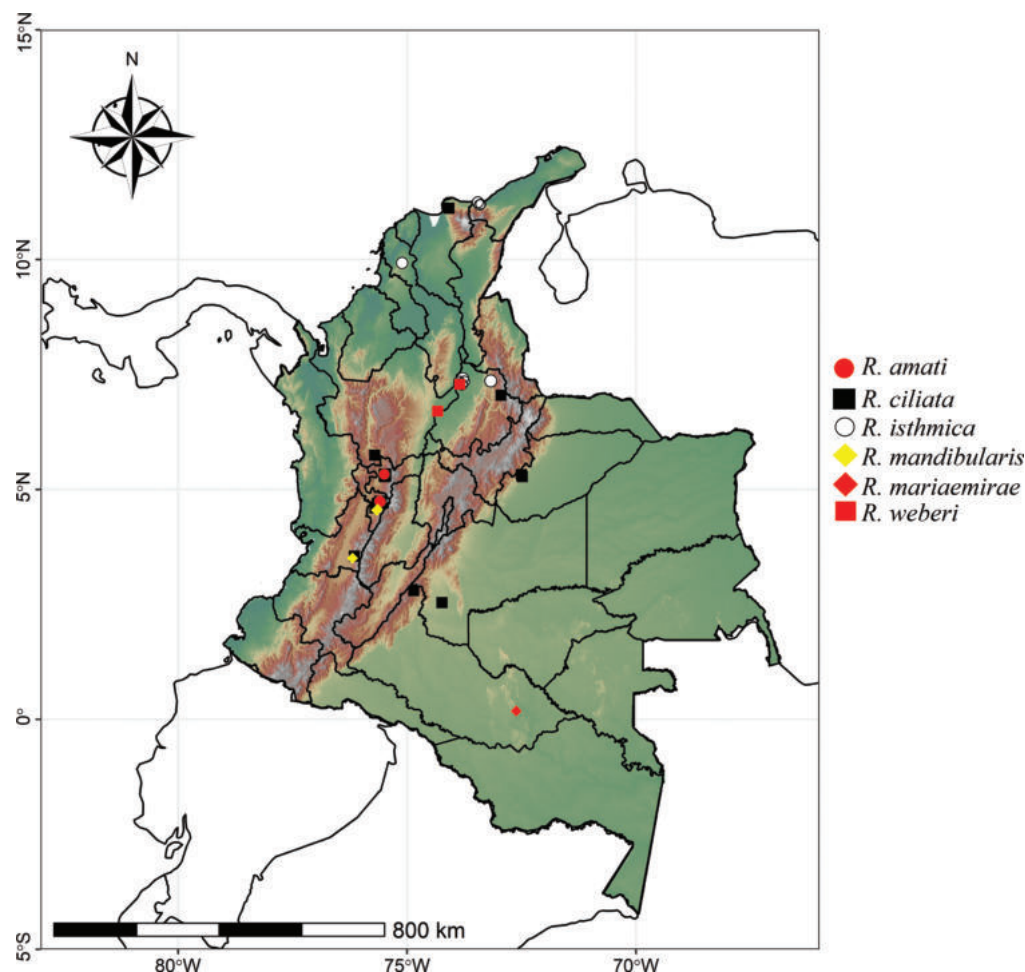 15°N
N
10°N
R. amati
R. ciliata
R. isthmica
R. mandibularis
R. mariaemirae
R. weberi
5°N
0°
800 km
5°S
80°W
75°W
70°W